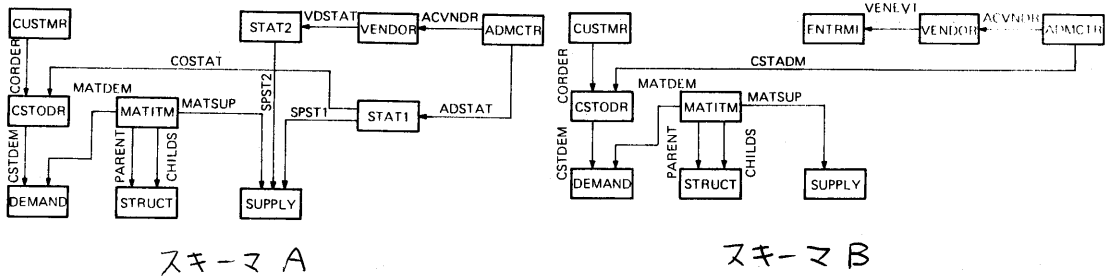 CUSTMR
STAT2
VDSTAT
VENDOR
ACVNDR
ADMCTR
CORDER
COSTAT
SPST2
MATDEM
CSTODR
MATITM
MATSUP
SPST1
STAT1
ADSTAT
CSTDEM
PARENT
CHILDS
DEMAND
STRUCT
SUPPLY
スキーマ A
CUSTMR
VENDOR
ACVNDR
ADMCTR
CORDER
CSTADM
MATDEM
CSTODR
MATITM
MATSUP
CSTDEM
PARENT
CHILDS
DEMAND
STRUCT
SUPPLY
スキーマ B